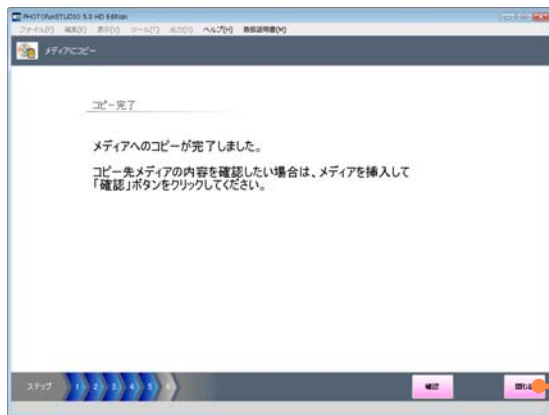 PHOTOfunSTUDIO 5.0 HD Edition
ファイル(F) 編集(E) 表示(V) ツール(T) 出力(O) ヘルプ(H) 取扱説明書(M)
メディアにコピー
コピー完了
メディアへのコピーが完了しました。
コピー先メディアの内容を確認したい場合は、メディアを挿入して
「確認」ボタンをクリックしてください。
ステップ 1 2 3 4 5 6 確認 閉じる